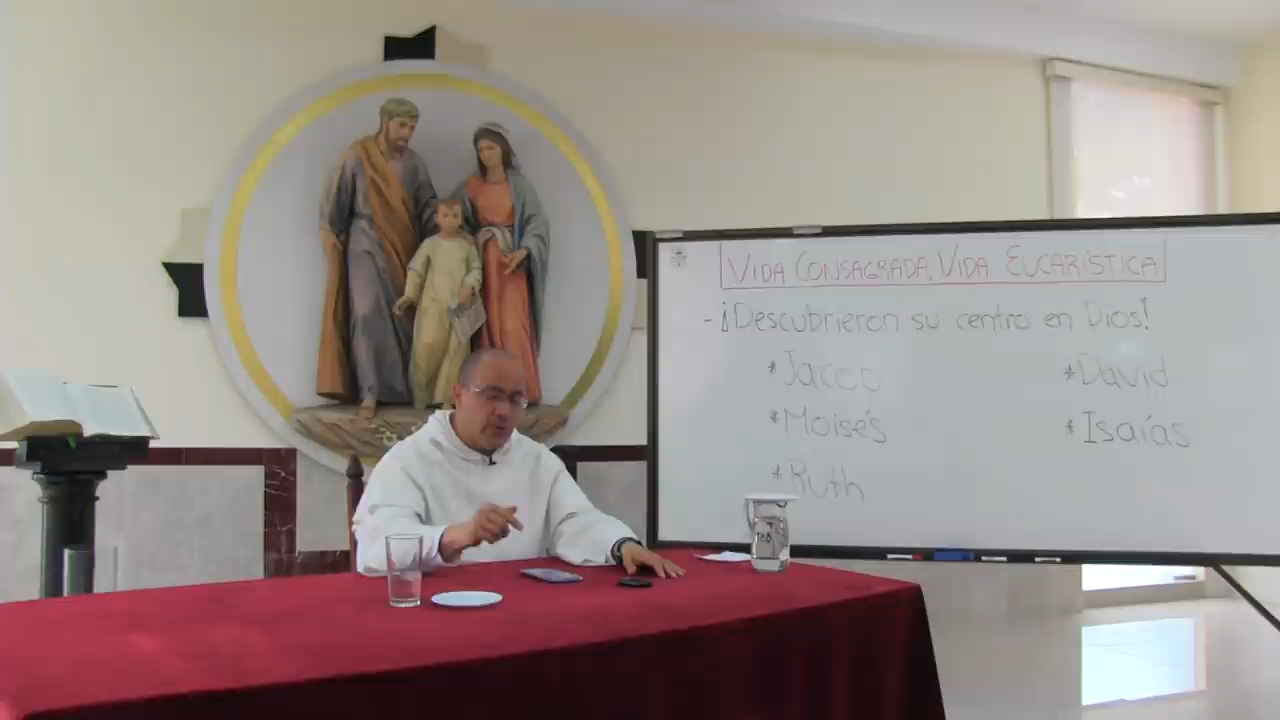 VIDA CONSAGRADA, VIDA EUCARÍSTICA
- ¡Descubrieron su centro en Dios!
* Jacob
* Moisés
* Ruth
* David
* Isaías